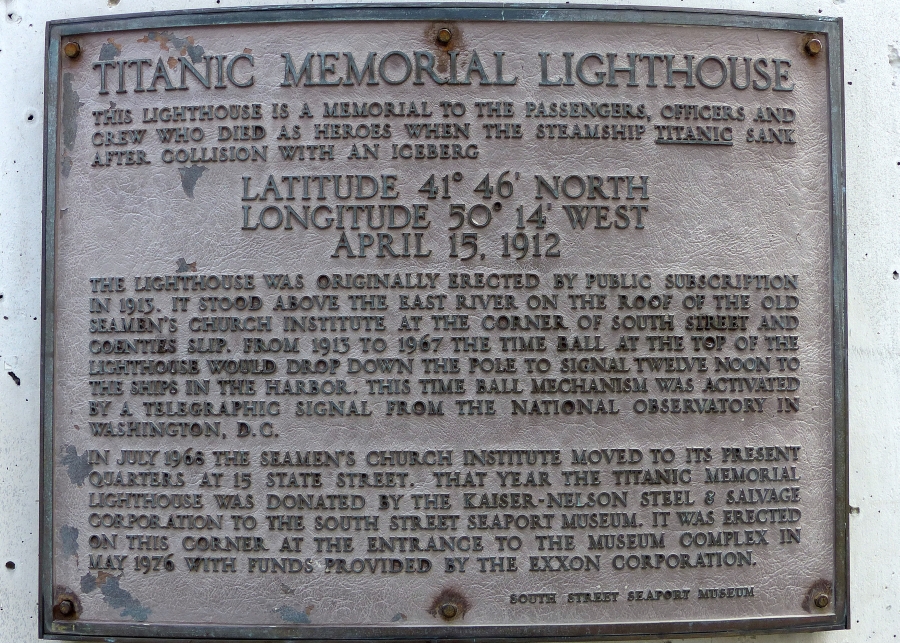 TITANIC MEMORIAL LIGHTHOUSE
THIS LIGHTHOUSE IS A MEMORIAL TO THE PASSENGERS, OFFICERS AND
CREW WHO DIED AS HEROES WHEN THE STEAMSHIP TITANIC SANK
AFTER COLLISION WITH AN ICEBERG
LATITUDE 41° 46' NORTH
LONGITUDE 50° 14' WEST
APRIL 15, 1912
THE LIGHTHOUSE WAS ORIGINALLY ERECTED BY PUBLIC SUBSCRIPTION
IN 1913. IT STOOD ABOVE THE EAST RIVER ON THE ROOF OF THE OLD
SEAMEN'S CHURCH INSTITUTE AT THE CORNER OF SOUTH STREET AND
COENTIES SLIP. FROM 1913 TO 1967 THE TIME BALL AT THE TOP OF THE
LIGHTHOUSE WOULD DROP DOWN THE POLE TO SIGNAL TWELVE NOON TO
THE SHIPS IN THE HARBOR. THIS TIME BALL MECHANISM WAS ACTIVATED
BY A TELEGRAPHIC SIGNAL FROM THE NATIONAL OBSERVATORY IN
WASHINGTON, D.C.
IN JULY 1968 THE SEAMEN'S CHURCH INSTITUTE MOVED TO ITS PRESENT
QUARTERS AT 15 STATE STREET. THAT YEAR THE TITANIC MEMORIAL
LIGHTHOUSE WAS DONATED BY THE KAISER-NELSON STEEL & SALVAGE
CORPORATION TO THE SOUTH STREET SEAPORT MUSEUM. IT WAS ERECTED
ON THIS CORNER AT THE ENTRANCE TO THE MUSEUM COMPLEX IN
MAY 1976 WITH FUNDS PROVIDED BY THE EXXON CORPORATION.
SOUTH STREET SEAPORT MUSEUM